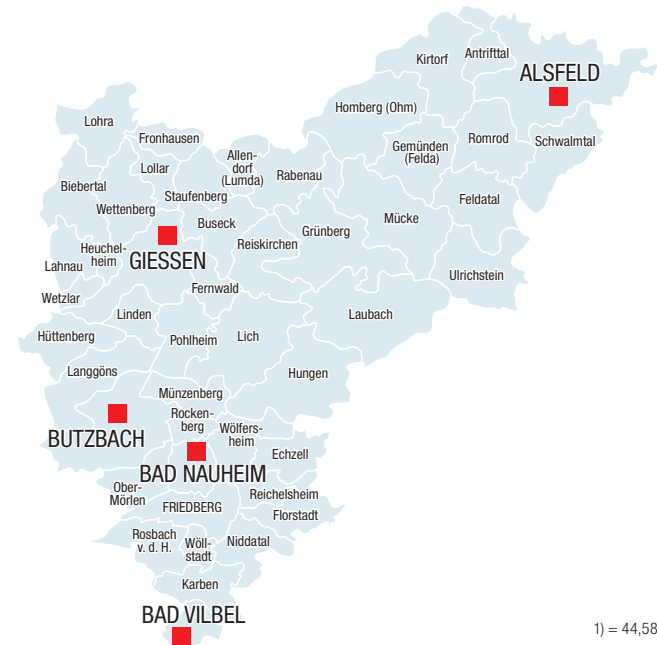 Kirtorf
Antrifttal
ALSFELD
Homberg (Ohm)
Lohra
Fronhausen
Gemünden
(Felda)
Romrod
Schwalmtal
Lollar
Allen-
dorf
(Lumda)
Rabenau
Biebertal
Staufenberg
Feldatal
Wettenberg
Buseck
Mücke
Grünberg
Reiskirchen
Heuchel-
heim
GIESSEN
Lahnau
Ulrichstein
Fernwald
Wetzlar
Linden
Laubach
Hüttenberg
Pohlheim
Lich
Langgöns
Hungen
Münzenberg
Rocken-
berg
Wölfers-
heim
BUTZBACH
Echzell
BAD NAUHEIM
Ober-
Mörlen
Reichelsheim
FRIEDBERG
Florstadt
Rosbach
v. d. H.
Wöll-
stadt
Niddatal
Karben
BAD VILBEL
1) = 44,58